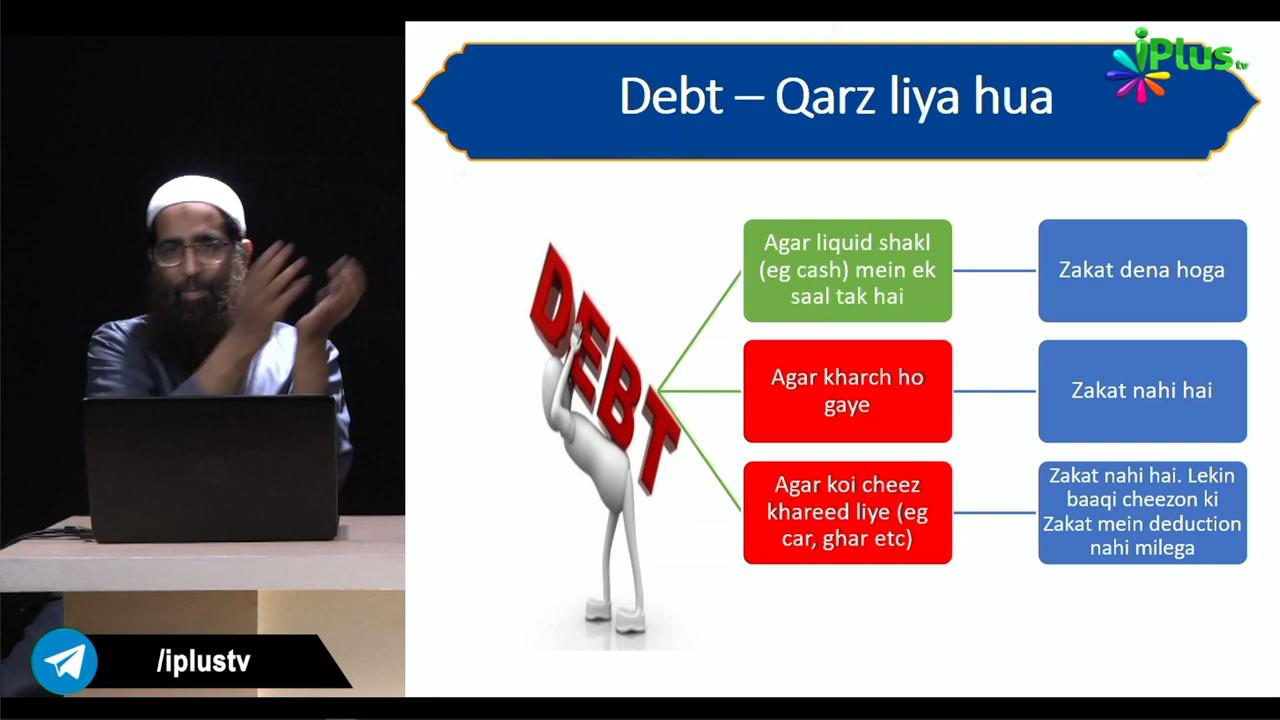 iPlus tv
Debt – Qarz liya hua
DEBT
Agar liquid shakl
(eg cash) mein ek
saal tak hai
Zakat dena hoga
Agar kharch ho
gaye
Zakat nahi hai
Agar koi cheez
khareed liye (eg
car, ghar etc)
Zakat nahi hai. Lekin
baaqi cheezon ki
Zakat mein deduction
nahi milega
/iplustv